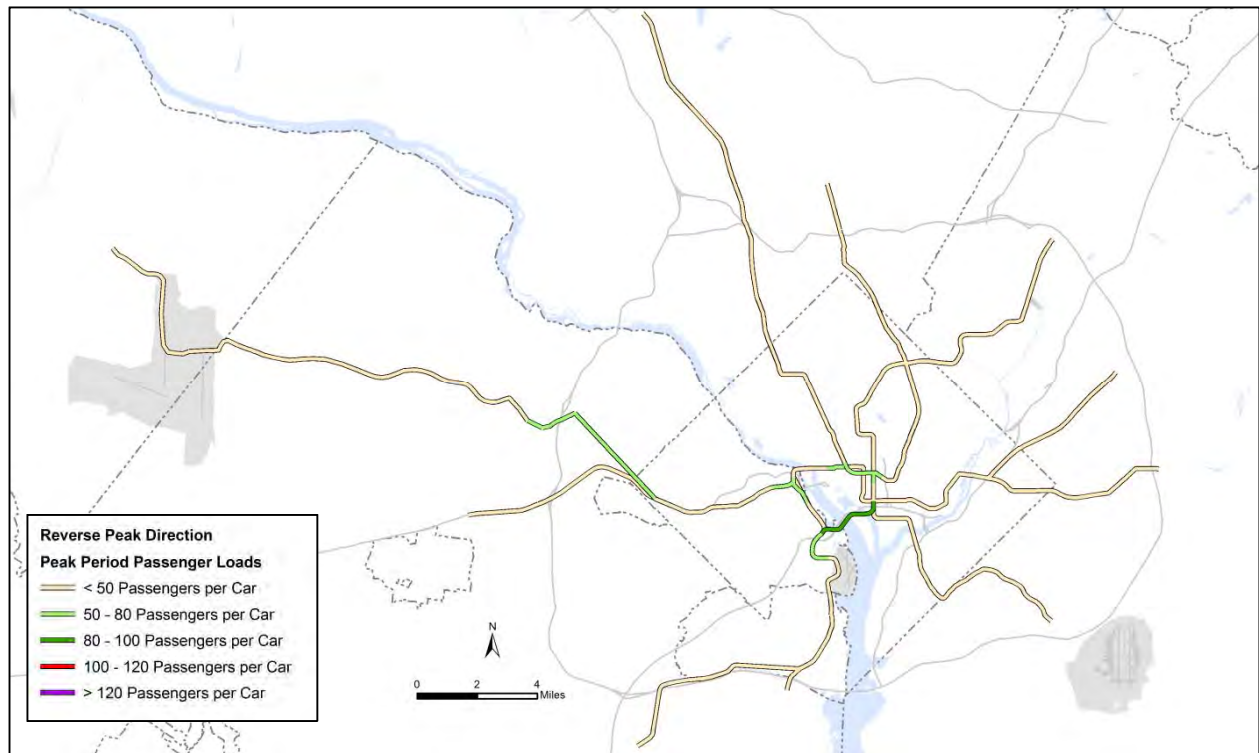 Reverse Peak Direction
Peak Period Passenger Loads
< 50 Passengers per Car
50 - 80 Passengers per Car
80 - 100 Passengers per Car
100 - 120 Passengers per Car
> 120 Passengers per Car
N
0 2 4
Miles